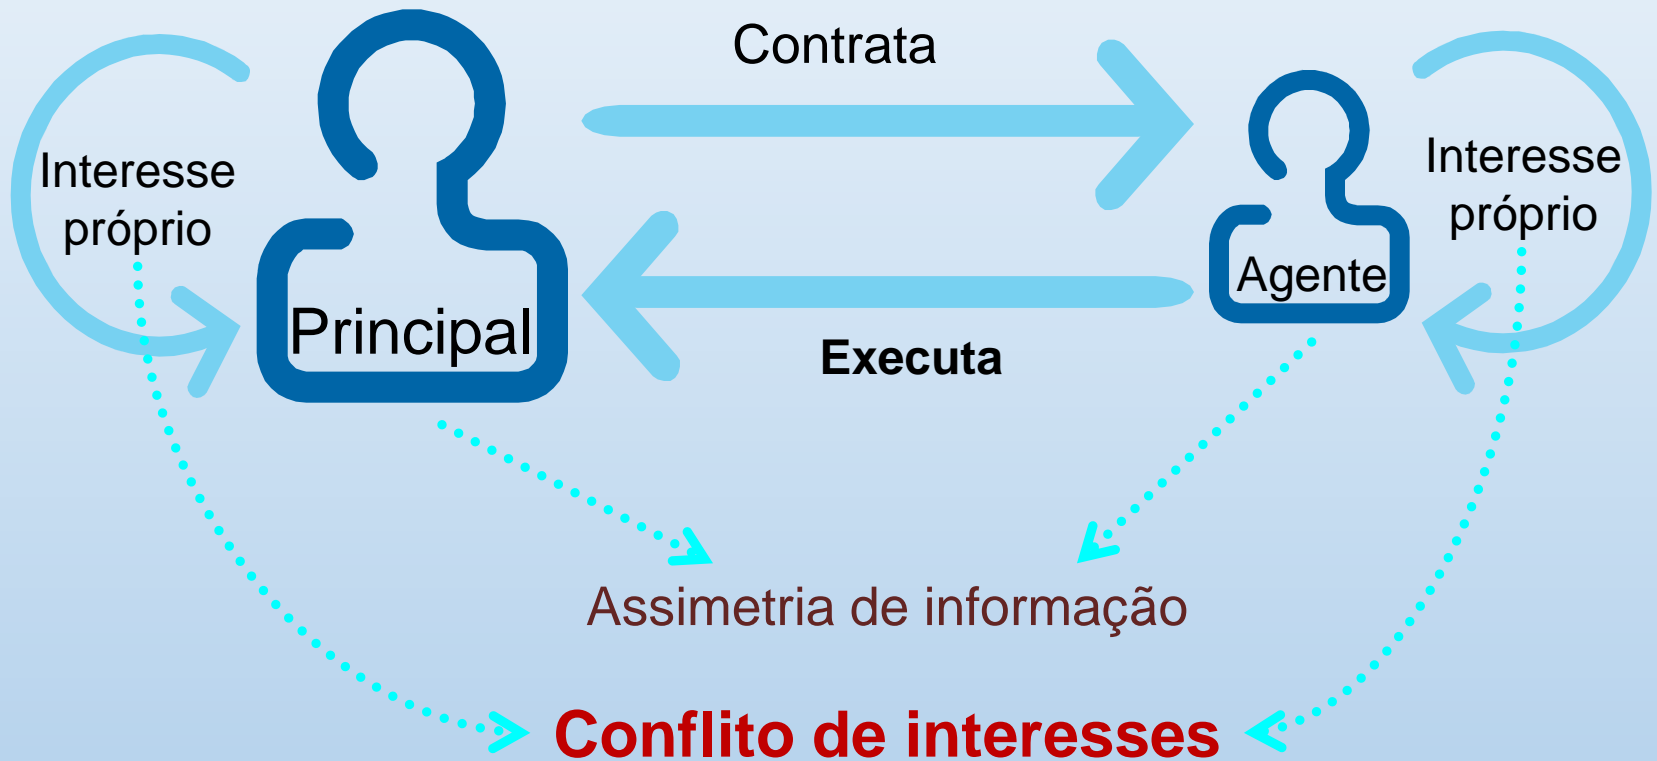 Contrata
Interesse
próprio
Interesse
próprio
Principal
Agente
Executa
Assimetria de informação
Conflito de interesses